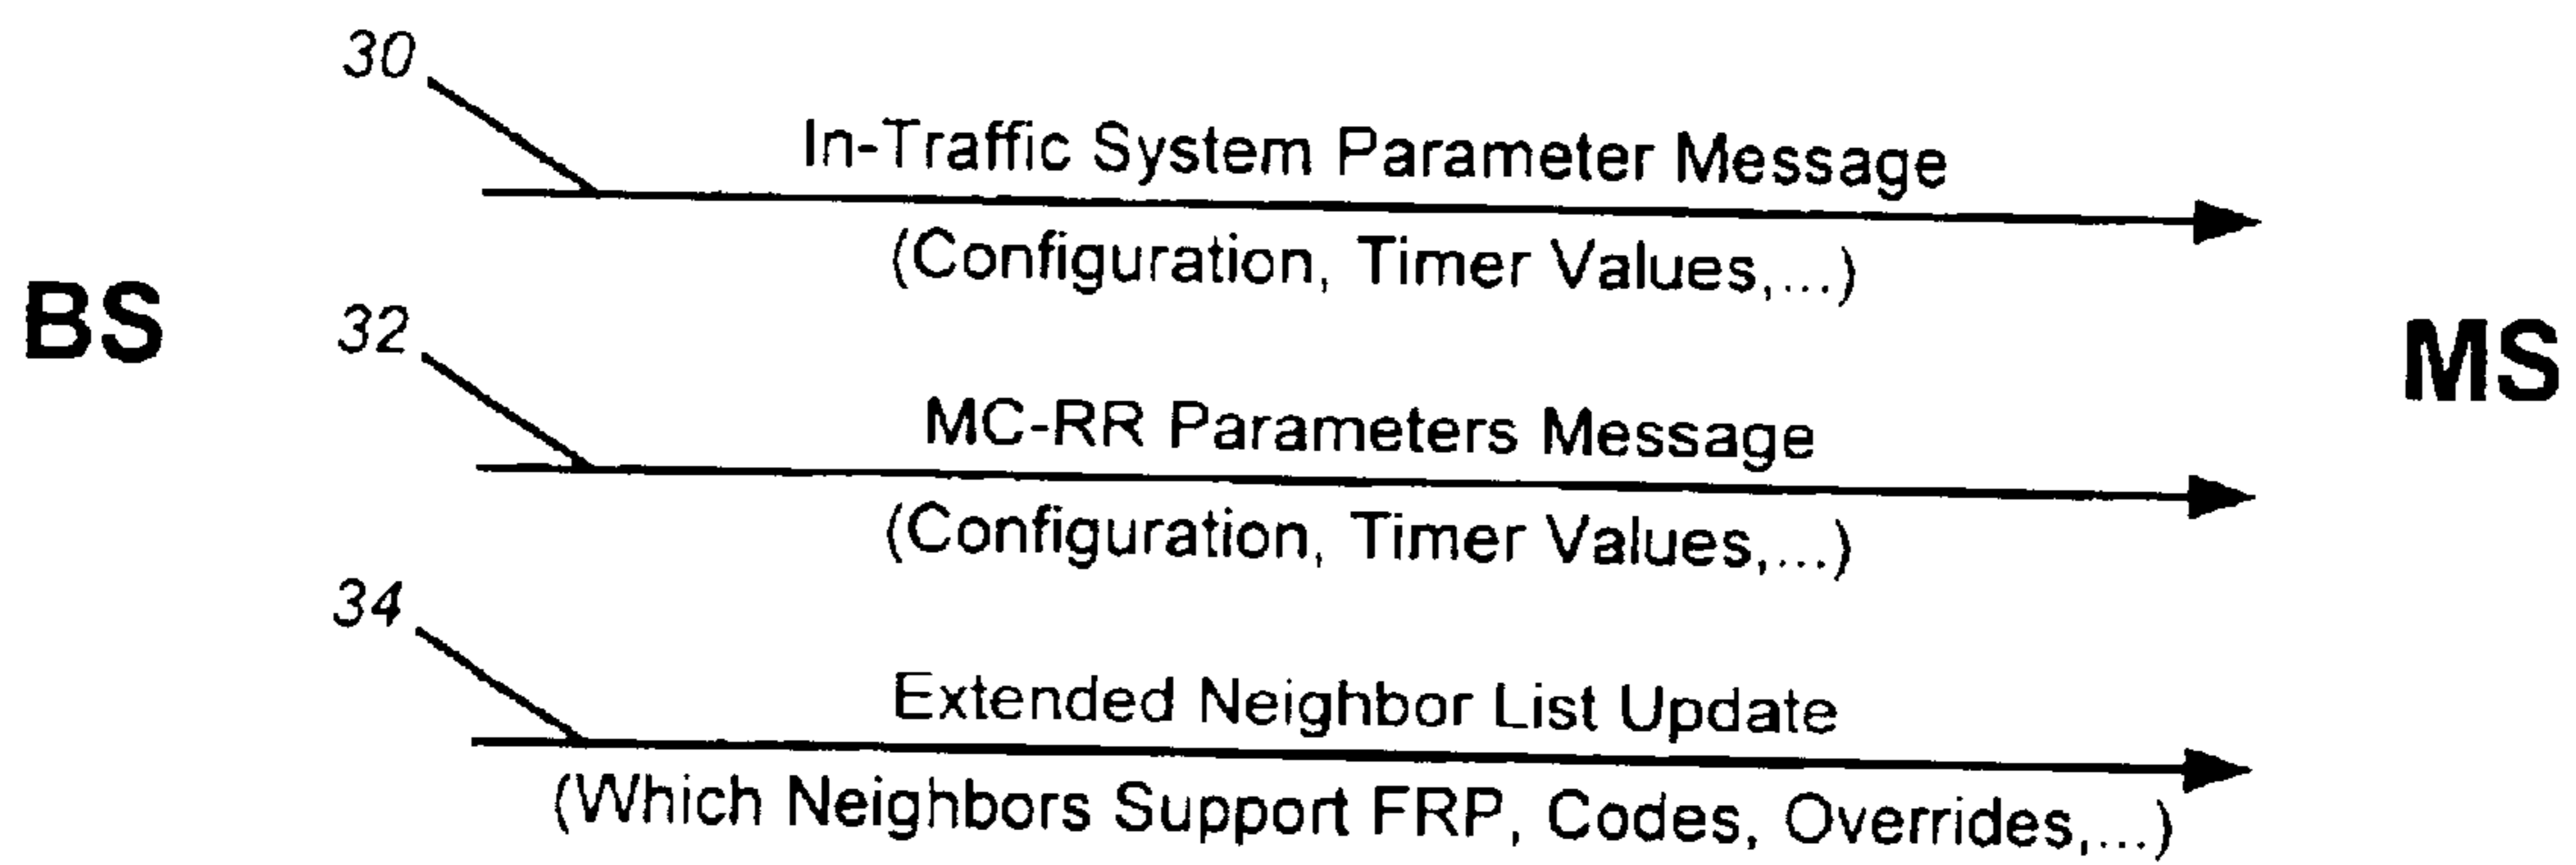 30
In-Traffic System Parameter Message
(Configuration, Timer Values,...)
BS
32
MS
MC-RR Parameters Message
(Configuration, Timer Values,...)
34
Extended Neighbor List Update
(Which Neighbors Support FRP, Codes, Overrides,...)